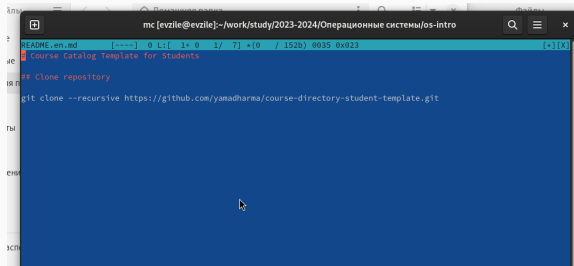 mc [evzile@evzile]:~/work/study/2023-2024/Операционные системы/os-intro
README.en.md [----] 0 L:[ 1+ 0 1/ 7] *(0 / 152b) 0035 0x023 [*][X]
# Course Catalog Template for Students
## Clone repository
git clone --recursive https://github.com/yamadharma/course-directory-student-template.git